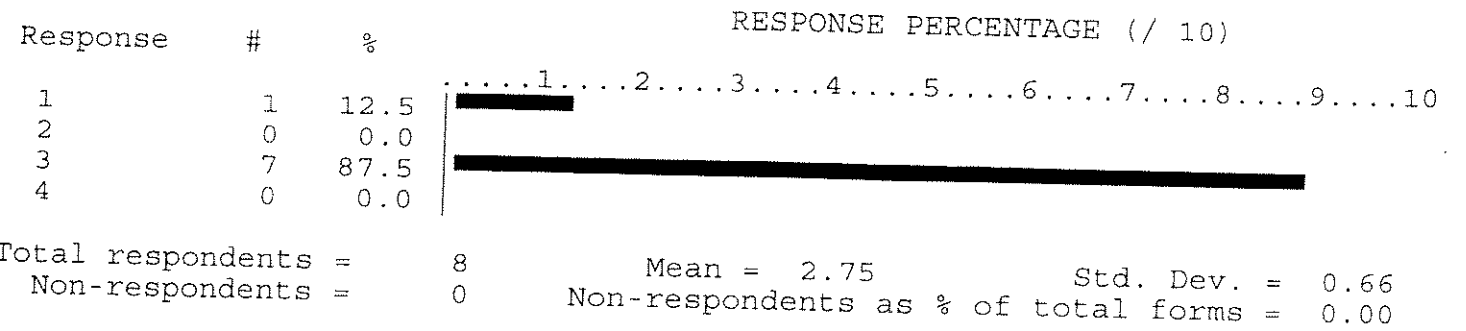 RESPONSE PERCENTAGE (/ 10)
Response # %
.....1....2....3....4....5....6....7....8....9....10
1 1 12.5
2 0 0.0
3 7 87.5
4 0 0.0
Total respondents = 8 Mean = 2.75 Std. Dev. = 0.66
Non-respondents = 0 Non-respondents as % of total forms = 0.00